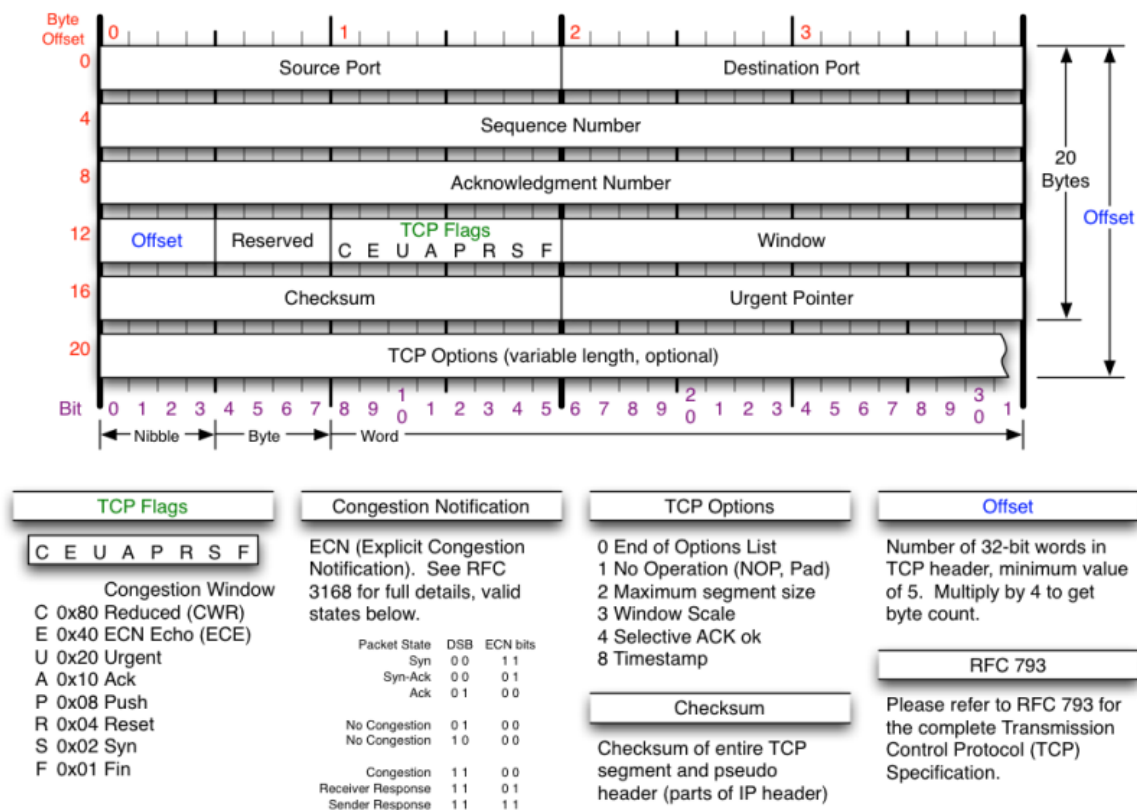 Byte
Offset
0 1 2 3
0 Source Port Destination Port
4 Sequence Number
8 Acknowledgment Number
12 Offset Reserved TCP Flags Window
C E U A P R S F
16 Checksum Urgent Pointer
20 TCP Options (variable length, optional)
20
Bytes
Offset
Bit 0 1 2 3 4 5 6 7 8 9 10 1 2 3 4 5 6 7 8 9 20 1 2 3 4 5 6 7 8 9 30 1
Nibble Byte Word
TCP Flags
C E U A P R S F
Congestion Window
C 0x80 Reduced (CWR)
E 0x40 ECN Echo (ECE)
U 0x20 Urgent
A 0x10 Ack
P 0x08 Push
R 0x04 Reset
S 0x02 Syn
F 0x01 Fin
Congestion Notification
ECN (Explicit Congestion
Notification). See RFC
3168 for full details, valid
states below.
Packet State DSB ECN bits
Syn 0 0 1 1
Syn-Ack 0 0 0 1
Ack 0 1 0 0
No Congestion 0 1 0 0
No Congestion 1 0 0 0
Congestion 1 1 0 0
Receiver Response 1 1 0 1
Sender Response 1 1 1 1
TCP Options
0 End of Options List
1 No Operation (NOP, Pad)
2 Maximum segment size
3 Window Scale
4 Selective ACK ok
8 Timestamp
Checksum
Checksum of entire TCP
segment and pseudo
header (parts of IP header)
Offset
Number of 32-bit words in
TCP header, minimum value
of 5. Multiply by 4 to get
byte count.
RFC 793
Please refer to RFC 793 for
the complete Transmission
Control Protocol (TCP)
Specification.